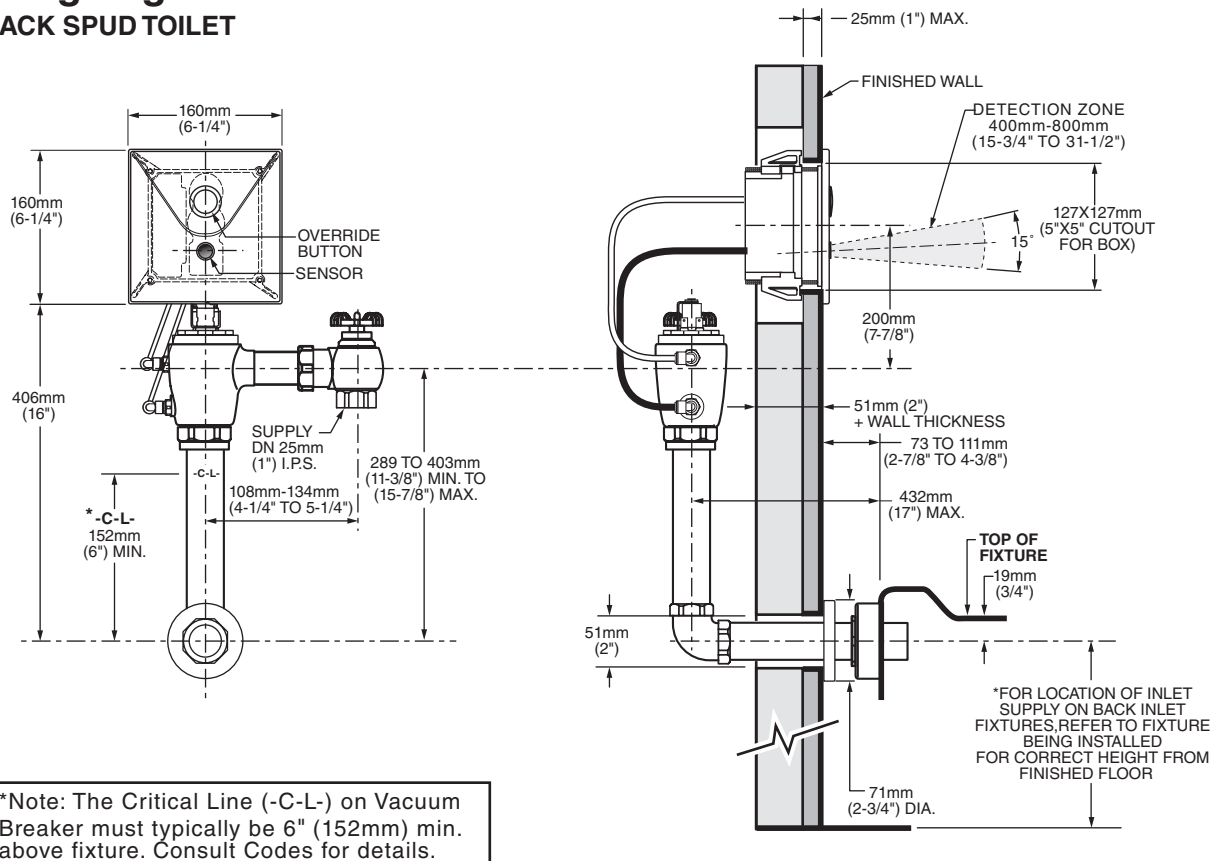 ACK SPUD TOILET
25mm (1") MAX.
FINISHED WALL
DETECTION ZONE
400mm-800mm
(15-3/4" TO 31-1/2")
160mm
(6-1/4")
160mm
(6-1/4")
OVERRIDE
BUTTON
SENSOR
127X127mm
(5"X5" CUTOUT
FOR BOX)
15°
200mm
(7-7/8")
406mm
(16")
SUPPLY
DN 25mm
(1") I.P.S.
289 TO 403mm
(11-3/8") MIN. TO
(15-7/8") MAX.
-C-L-
108mm-134mm
(4-1/4" TO 5-1/4")
*-C-L-
152mm
(6") MIN.
51mm (2")
+ WALL THICKNESS
73 TO 111mm
(2-7/8" TO 4-3/8")
432mm
(17") MAX.
TOP OF
FIXTURE
19mm
(3/4")
51mm
(2")
*FOR LOCATION OF INLET
SUPPLY ON BACK INLET
FIXTURES,REFER TO FIXTURE
BEING INSTALLED
FOR CORRECT HEIGHT FROM
FINISHED FLOOR
71mm
(2-3/4") DIA.
*Note: The Critical Line (-C-L-) on Vacuum
Breaker must typically be 6" (152mm) min.
above fixture. Consult Codes for details.